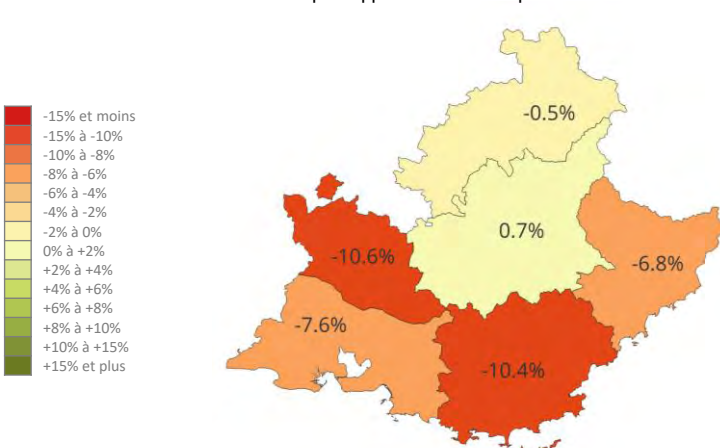 -15% et moins
-15% à -10%
-10% à -8%
-8% à -6%
-6% à -4%
-4% à -2%
-2% à 0%
0% à +2%
+2% à +4%
+4% à +6%
+6% à +8%
+8% à +10%
+10% à +15%
+15% et plus
-0.5%
0.7%
-10.6%
-6.8%
-7.6%
-10.4%